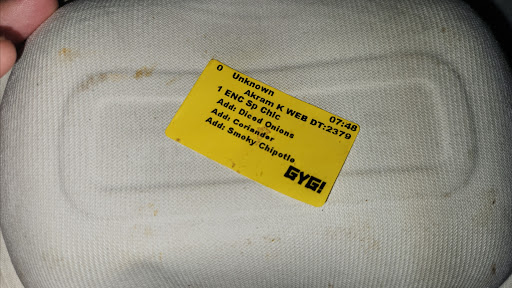 0 Unknown 07:48
Akram K WEB DT:2379
1 ENC Sp Chic
Add: Diced Onions
Add: Coriander
Add: Smoky Chipotle
GYG!